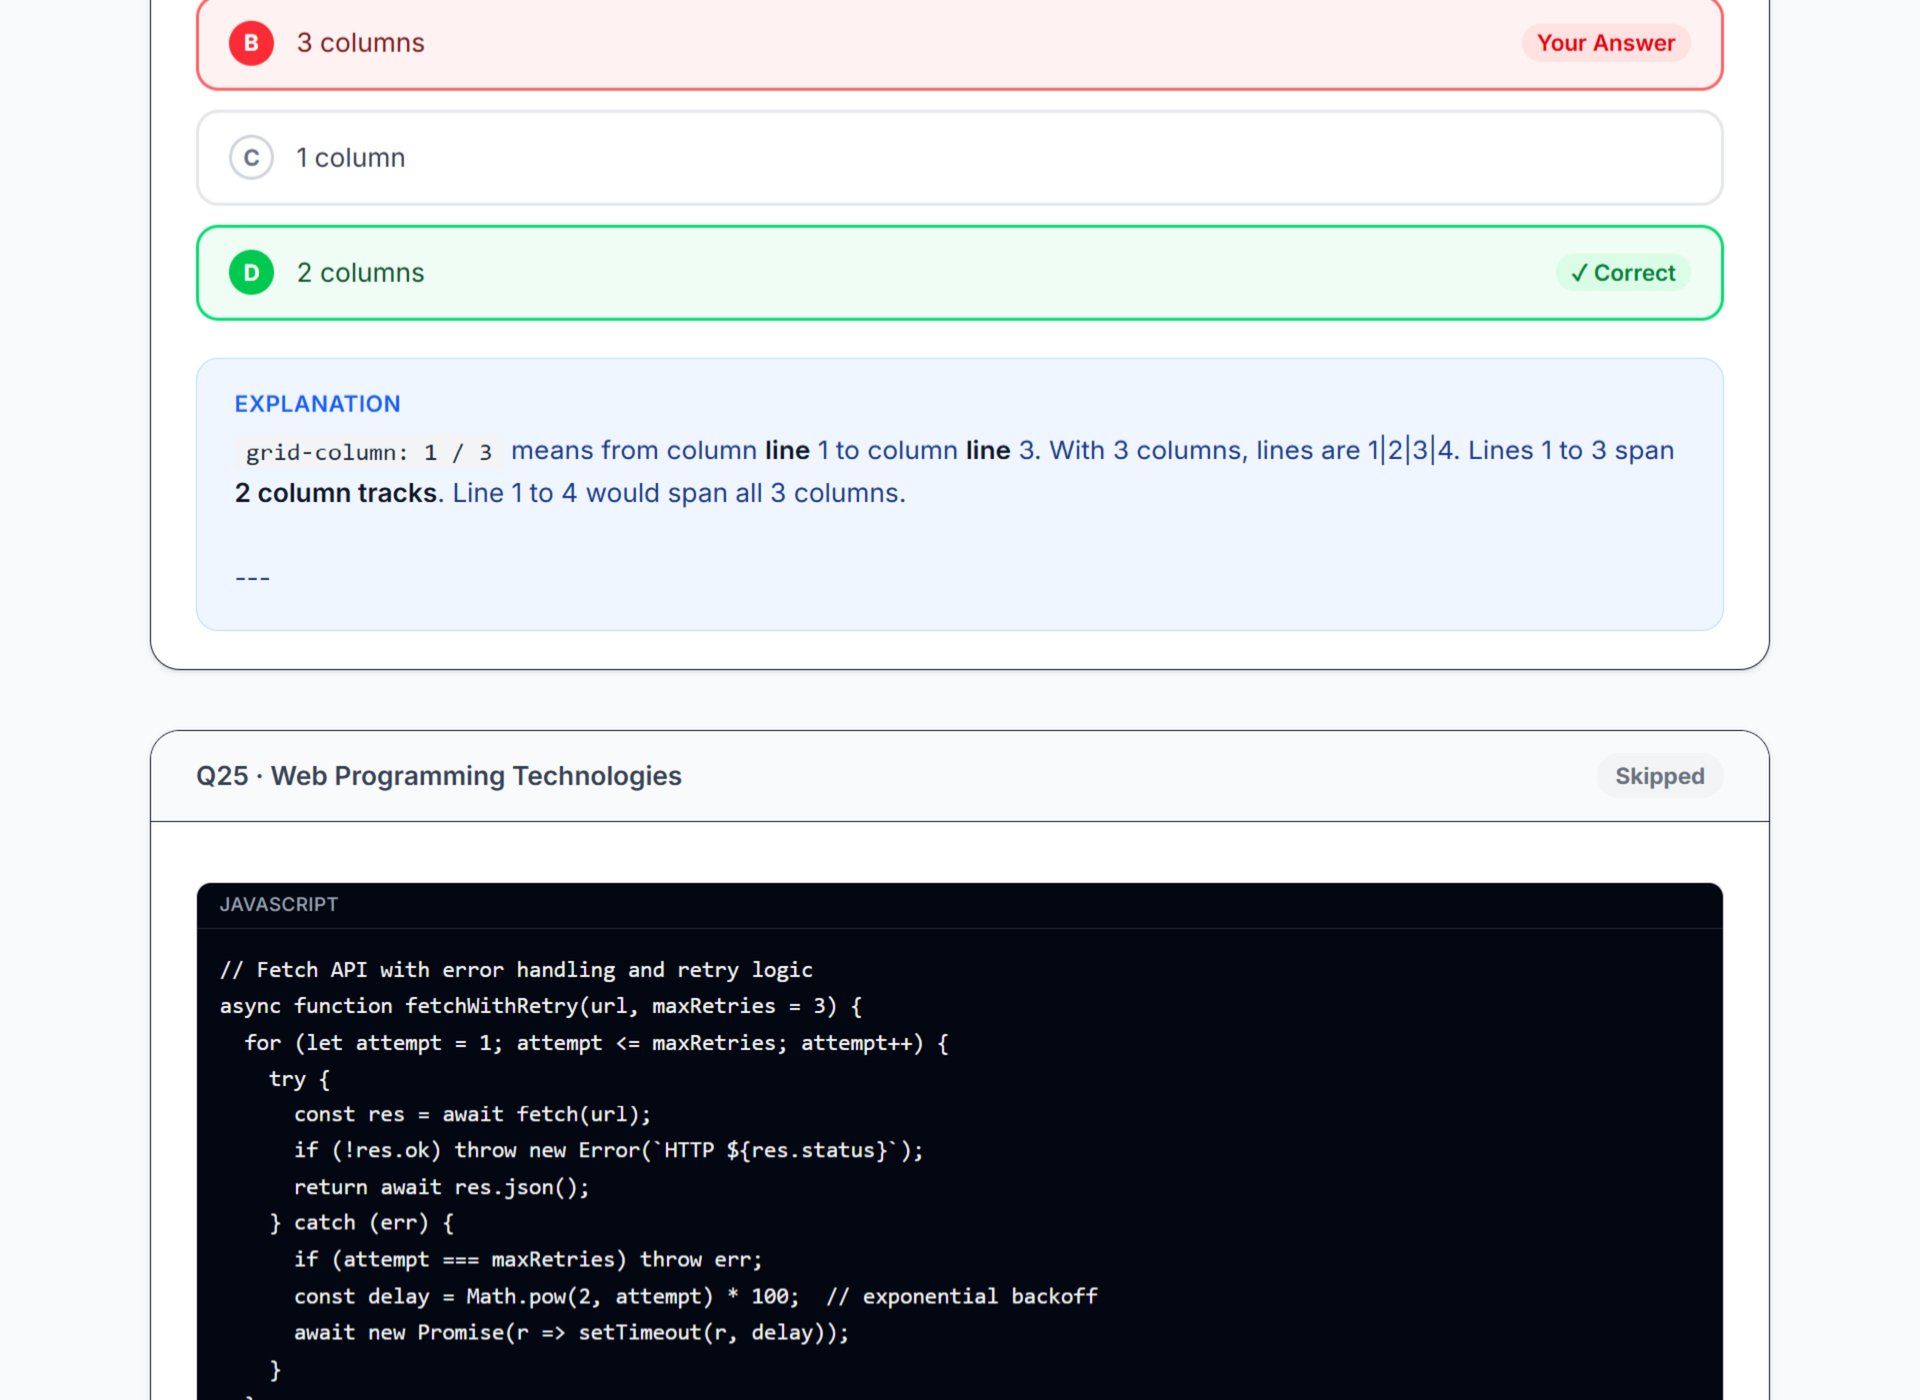 B 3 columns Your Answer
C 1 column
D 2 columns ✓ Correct
EXPLANATION
grid-column: 1 / 3 means from column line 1 to column line 3. With 3 columns, lines are 1|2|3|4. Lines 1 to 3 span
2 column tracks. Line 1 to 4 would span all 3 columns.
---
Q25 · Web Programming Technologies Skipped
JAVASCRIPT
// Fetch API with error handling and retry logic
async function fetchWithRetry(url, maxRetries = 3) {
  for (let attempt = 1; attempt <= maxRetries; attempt++) {
    try {
      const res = await fetch(url);
      if (!res.ok) throw new Error(`HTTP ${res.status}`);
      return await res.json();
    } catch (err) {
      if (attempt === maxRetries) throw err;
      const delay = Math.pow(2, attempt) * 100;  // exponential backoff
      await new Promise(r => setTimeout(r, delay));
    }